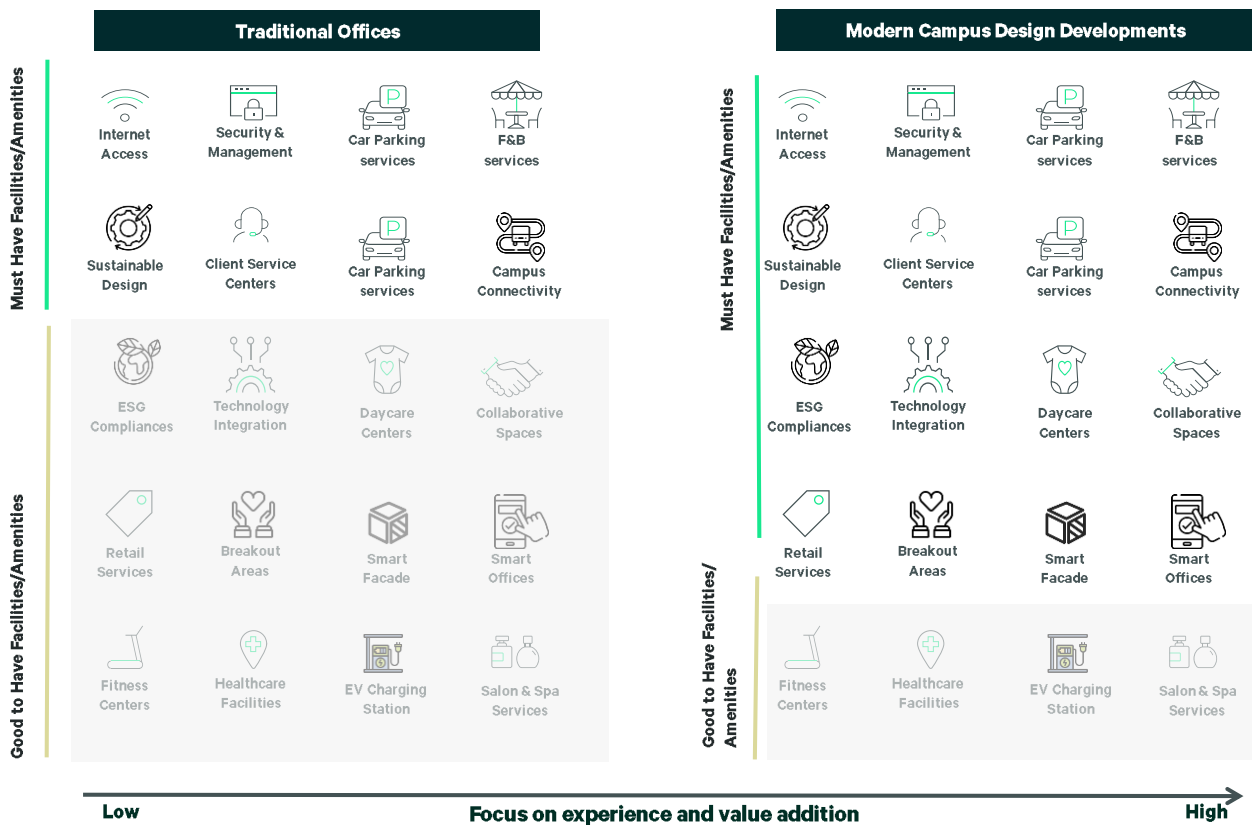 Traditional Offices
Must Have Facilities/Amenities
Internet
Access
Security &
Management
P
Car Parking
services
F&B
services
Sustainable
Design
Client Service
Centers
P
Car Parking
services
Campus
Connectivity
Good to Have Facilities/Amenities
ESG
Compliances
Technology
Integration
Daycare
Centers
Collaborative
Spaces
Retail
Services
Breakout
Areas
Smart
Facade
Smart
Offices
Fitness
Centers
Healthcare
Facilities
EV Charging
Station
Salon & Spa
Services
Modern Campus Design Developments
Must Have Facilities/Amenities
Internet
Access
Security &
Management
P
Car Parking
services
F&B
services
Sustainable
Design
Client Service
Centers
P
Car Parking
services
Campus
Connectivity
ESG
Compliances
Technology
Integration
Daycare
Centers
Collaborative
Spaces
Retail
Services
Breakout
Areas
Smart
Facade
Smart
Offices
Good to Have Facilities/
Amenities
Fitness
Centers
Healthcare
Facilities
EV Charging
Station
Salon & Spa
Services
Low
Focus on experience and value addition
High